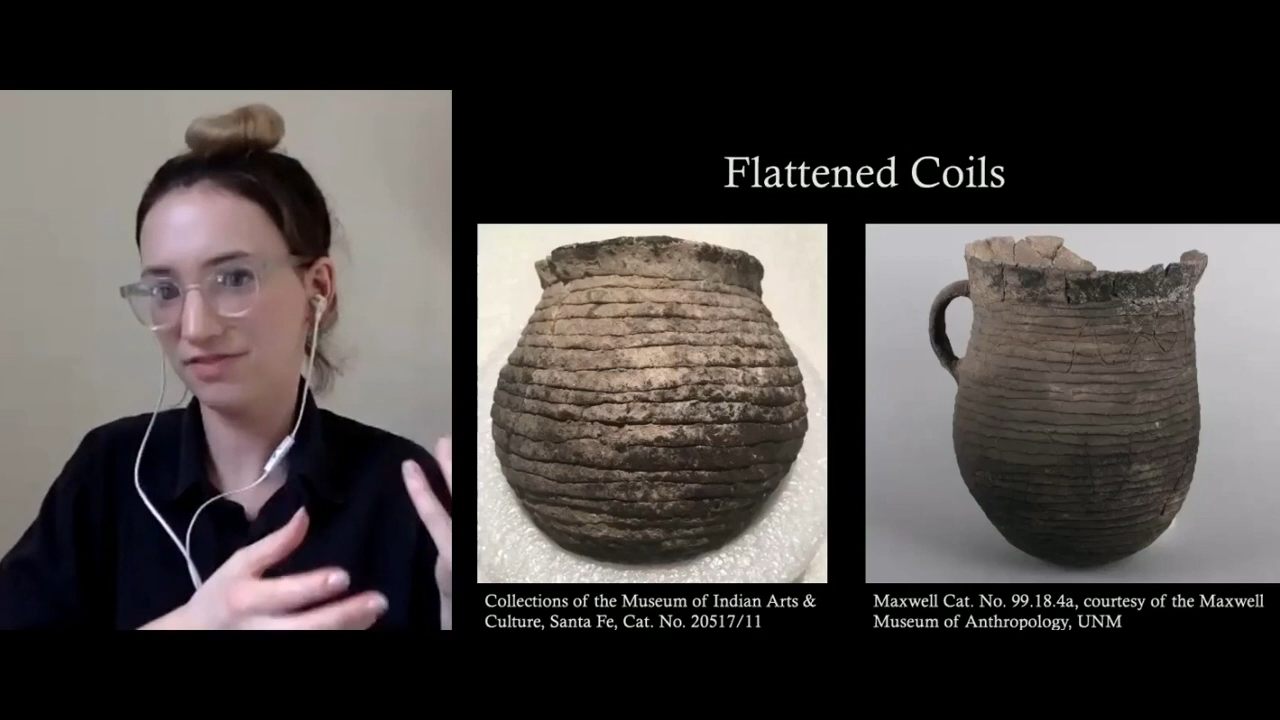 Flattened Coils
Collections of the Museum of Indian Arts &
Culture, Santa Fe, Cat. No. 20517/11
Maxwell Cat. No. 99.18.4a, courtesy of the Maxwell
Museum of Anthropology, UNM